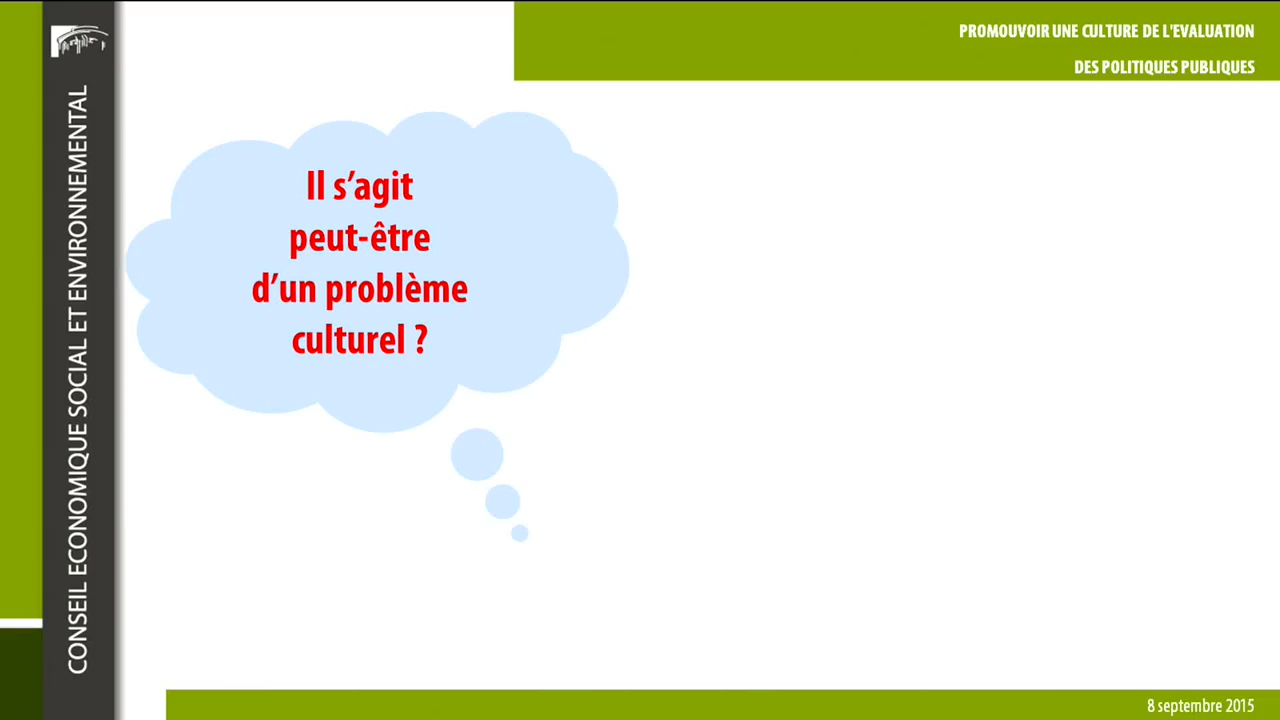 PROMOUVOIR UNE CULTURE DE L'EVALUATION
DES POLITIQUES PUBLIQUES
CONSEIL ECONOMIQUE SOCIAL ET ENVIRONNEMENTAL
Il s’agit
peut-être
d’un problème
culturel ?
8 septembre 2015